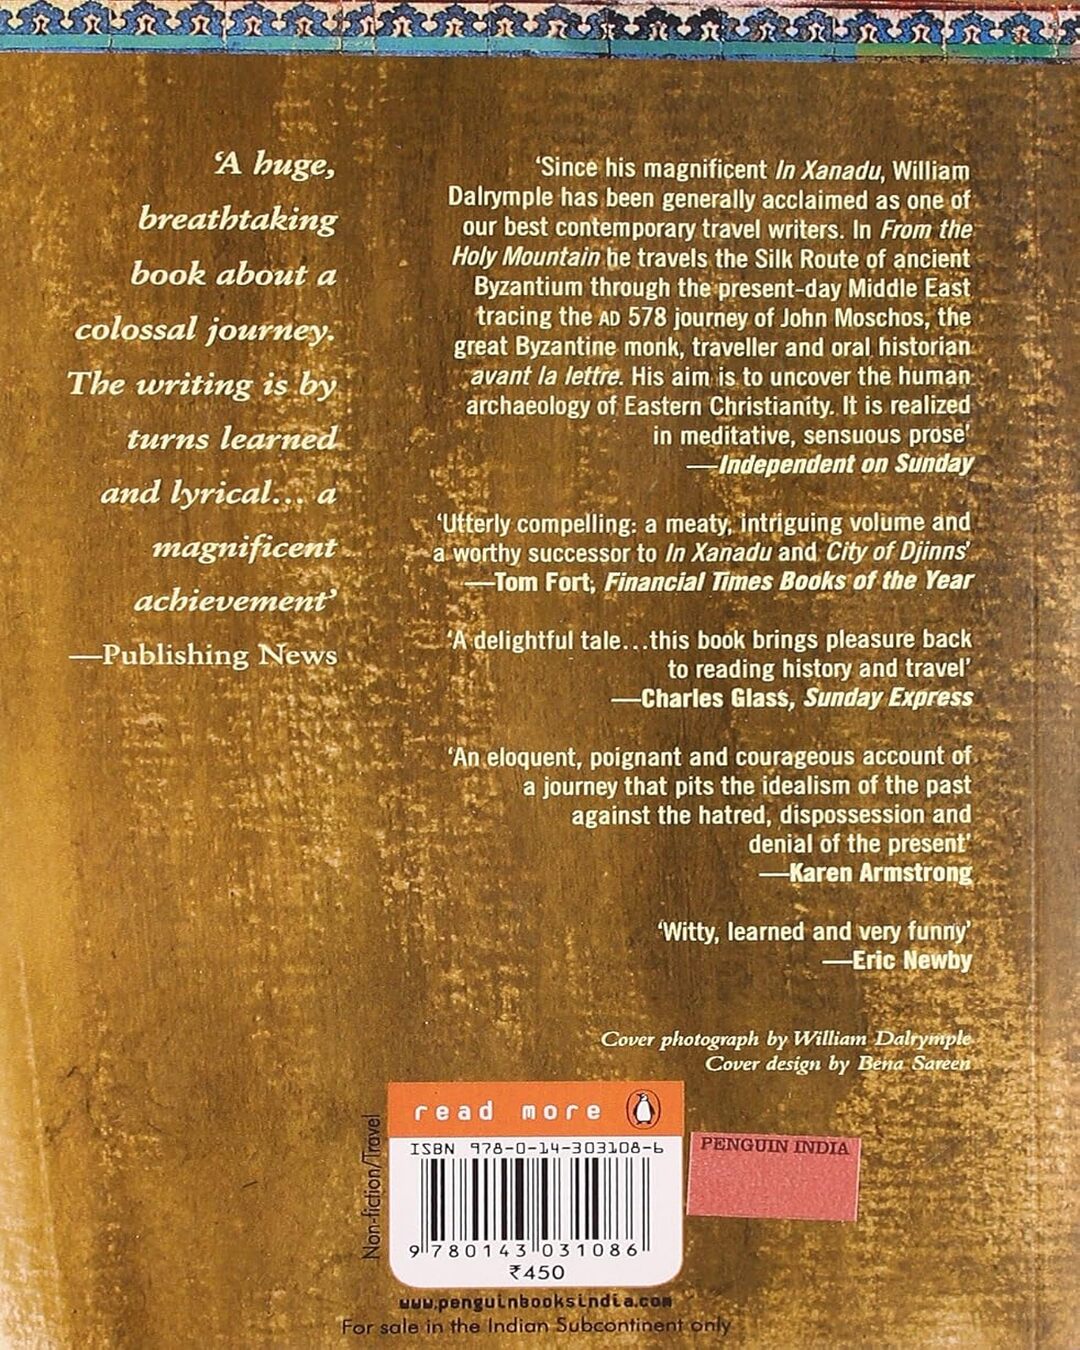 ‘A huge,
breathtaking
book about a
colossal journey.
The writing is by
turns learned
and lyrical... a
magnificent
achievement’
—Publishing News
‘Since his magnificent In Xanadu, William
Dalrymple has been generally acclaimed as one of
our best contemporary travel writers. In From the
Holy Mountain he travels the Silk Route of ancient
Byzantium through the present-day Middle East
tracing the AD 578 journey of John Moschos, the
great Byzantine monk, traveller and oral historian
avant la lettre. His aim is to uncover the human
archaeology of Eastern Christianity. It is realized
in meditative, sensuous prose’
—Independent on Sunday
‘Utterly compelling: a meaty, intriguing volume and
a worthy successor to In Xanadu and City of Djinns’
—Tom Fort, Financial Times Books of the Year
‘A delightful tale...this book brings pleasure back
to reading history and travel’
—Charles Glass, Sunday Express
‘An eloquent, poignant and courageous account of
a journey that pits the idealism of the past
against the hatred, dispossession and
denial of the present’
—Karen Armstrong
‘Witty, learned and very funny’
—Eric Newby
Cover photograph by William Dalrymple
Cover design by Bena Sareen
read more
Non-fiction/Travel
ISBN 978-0-14-303108-6
9 780143 031086
₹450
PENGUIN INDIA
www.penguinbooksindia.com
For sale in the Indian Subcontinent only